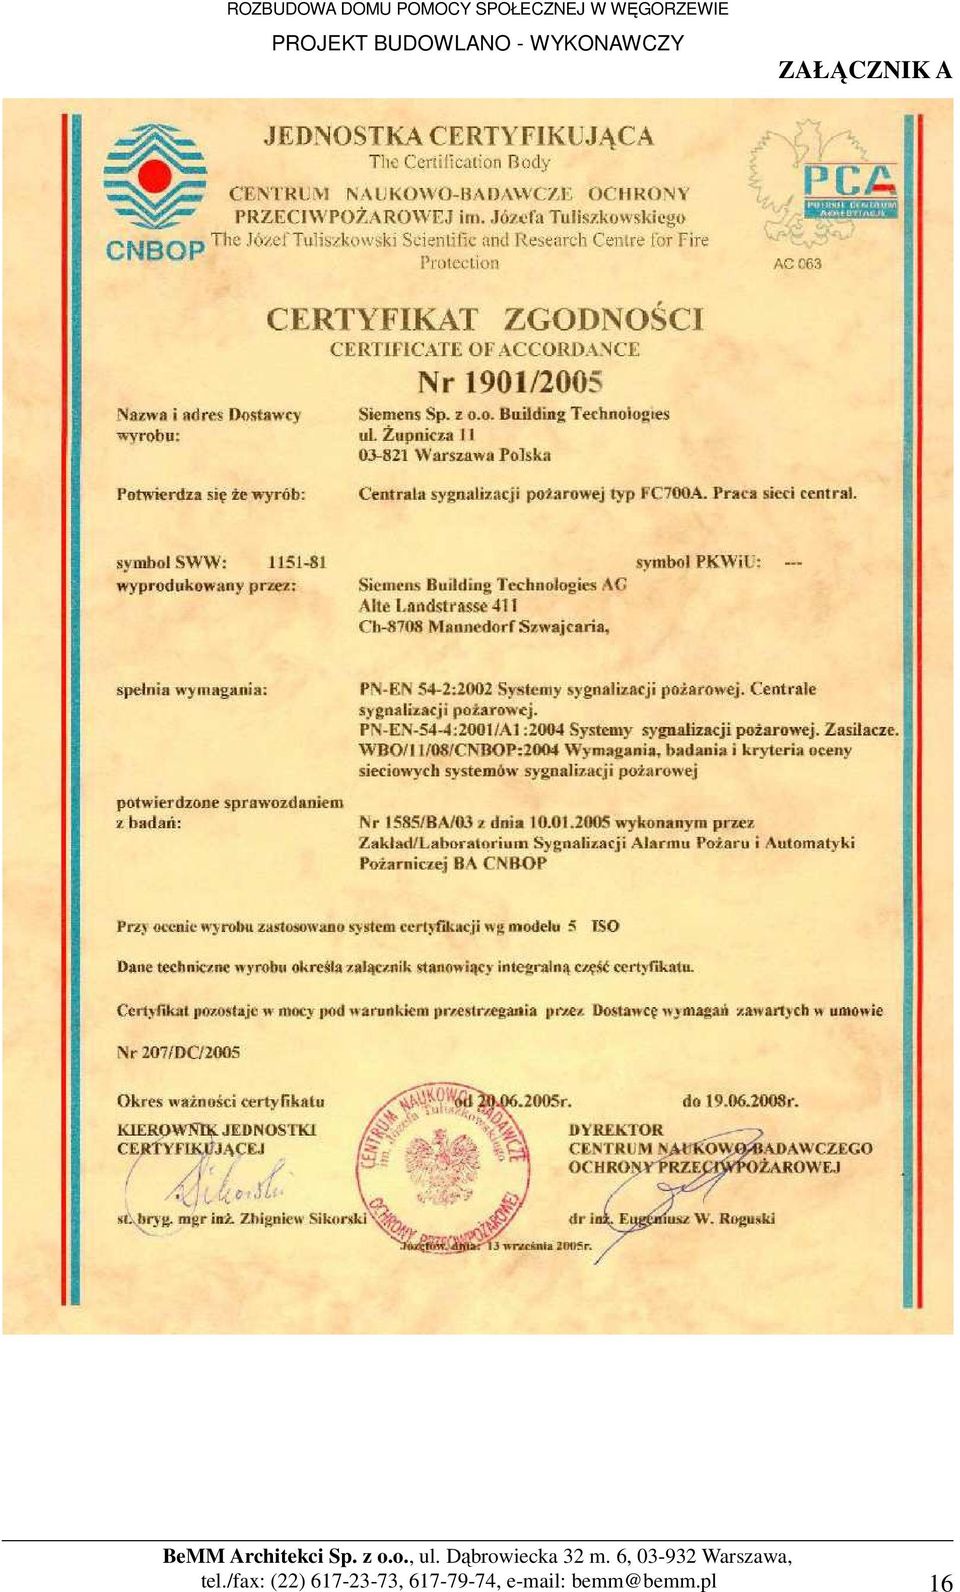 ROZBUDOWA DOMU POMOCY SPOŁECZNEJ W WĘGORZEWIE
PROJEKT BUDOWLANO - WYKONAWCZY
ZAŁĄCZNIK A
JEDNOSTKA CERTYFIKUJĄCA
The Certification Body
CENTRUM NAUKOWO-BADAWCZE OCHRONY
PRZECIWPOŻAROWEJ im. Józefa Tuliszkowskiego
The Józef Tuliszkowski Scientific and Research Centre for Fire
Protection
CNBOP
PCA
POLSKIE CENTRUM
AKREDYTACJI
AC 063
CERTYFIKAT ZGODNOŚCI
CERTIFICATE OF ACCORDANCE
Nr 1901/2005
Nazwa i adres Dostawcy
wyrobu:
Siemens Sp. z o.o. Building Technologies
ul. Żupnicza 11
03-821 Warszawa Polska
Potwierdza się że wyrób:
Centrala sygnalizacji pożarowej typ FC700A. Praca sieci central.
symbol SWW: 1151-81
symbol PKWiU: ---
wyprodukowany przez:
Siemens Building Technologies AG
Alte Landstrasse 411
Ch-8708 Mannedorf Szwajcaria,
spełnia wymagania:
PN-EN 54-2:2002 Systemy sygnalizacji pożarowej. Centrale
sygnalizacji pożarowej.
PN-EN-54-4:2001/A1:2004 Systemy sygnalizacji pożarowej. Zasilacze.
WBO/11/08/CNBOP:2004 Wymagania, badania i kryteria oceny
sieciowych systemów sygnalizacji pożarowej
potwierdzone sprawozdaniem
z badań:
Nr 1585/BA/03 z dnia 10.01.2005 wykonanym przez
Zakład/Laboratorium Sygnalizacji Alarmu Pożaru i Automatyki
Pożarniczej BA CNBOP
Przy ocenie wyrobu zastosowano system certyfikacji wg modelu 5 ISO
Dane techniczne wyrobu określa załącznik stanowiący integralną część certyfikatu.
Certyfikat pozostaje w mocy pod warunkiem przestrzegania przez Dostawcę wymagań zawartych w umowie
Nr 207/DC/2005
Okres ważności certyfikatu od 20.06.2005r. do 19.06.2008r.
KIEROWNIK JEDNOSTKI
CERTYFIKUJĄCEJ
DYREKTOR
CENTRUM NAUKOWO-BADAWCZEGO
OCHRONY PRZECIWPOŻAROWEJ
CENTRUM NAUKOWO BADAWCZE
im. Józefa Tuliszkowskiego
OCHRONY PRZECIWPOŻAROWEJ
Sikorski
st. bryg. mgr inż. Zbigniew Sikorski
dr inż. Eugeniusz W. Roguski
Józefów, dnia: 13 września 2005r.
BeMM Architekci Sp. z o.o., ul. Dąbrowiecka 32 m. 6, 03-932 Warszawa,
tel./fax: (22) 617-23-73, 617-79-74, e-mail: bemm@bemm.pl
16